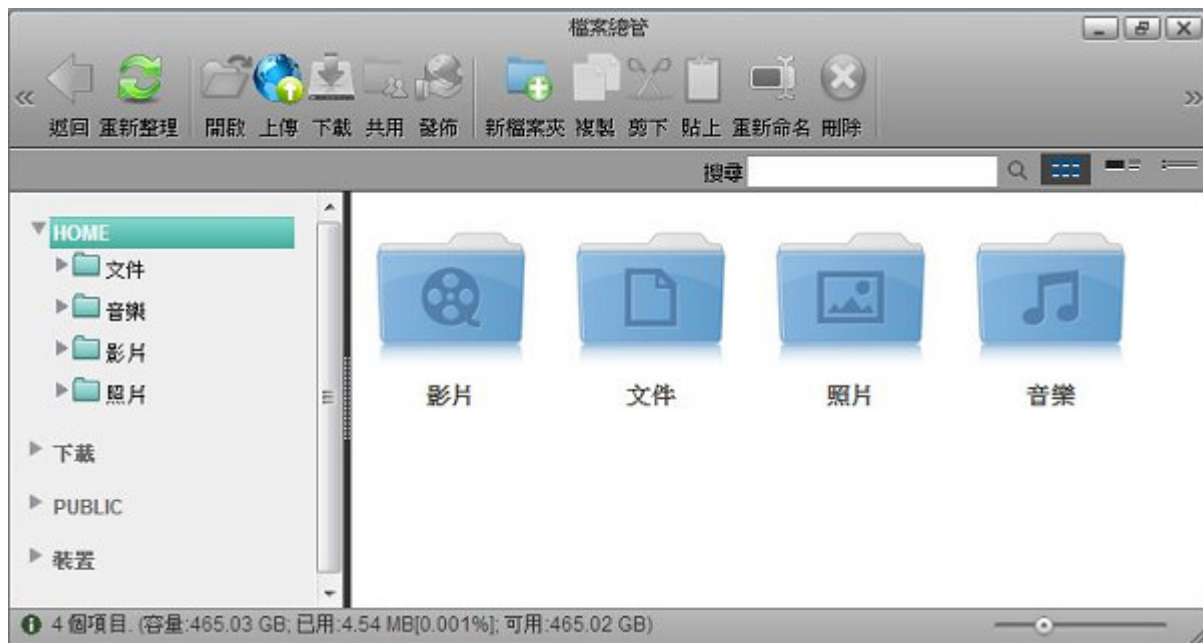 檔案總管
返回 重新整理 開啟 上傳 下載 共用 發佈 新檔案夾 複製 剪下 貼上 重新命名 刪除
搜尋
HOME
文件
音樂
影片
照片
下載
PUBLIC
裝置
影片 文件 照片 音樂
4 個項目. (容量:465.03 GB; 已用:4.54 MB[0.001%]; 可用:465.02 GB)